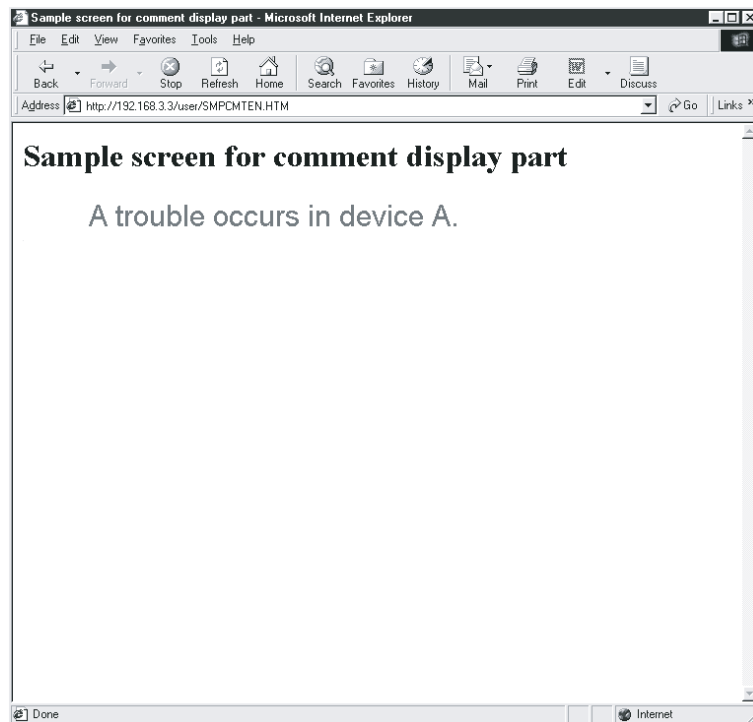 Sample screen for comment display part - Microsoft Internet Explorer
File Edit View Favorites Tools Help
Back Forward Stop Refresh Home Search Favorites History Mail Print Edit Discuss
Address http://192.168.3.3/user/SMPCMTEN.HTM Go Links »
Sample screen for comment display part
A trouble occurs in device A.
Done Internet